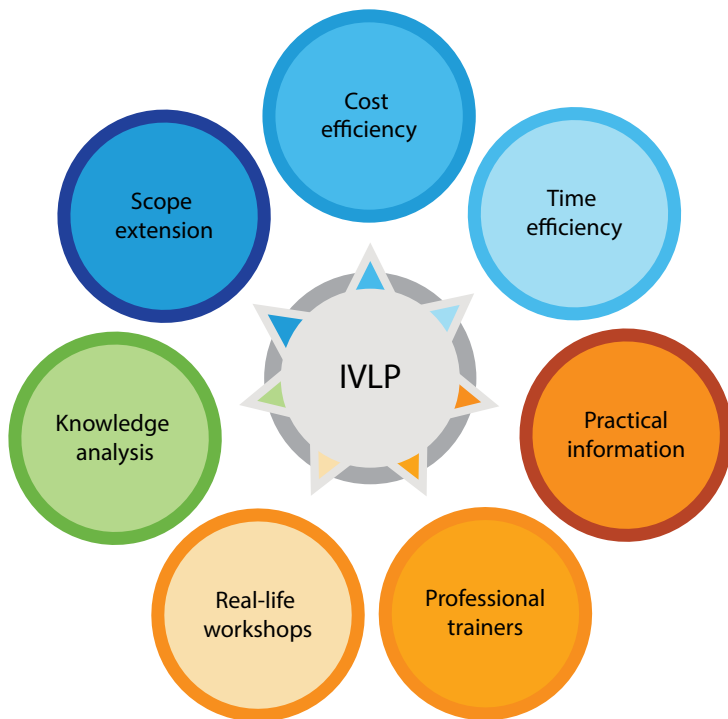 Cost
efficiency
Time
efficiency
Practical
information
Professional
trainers
Real-life
workshops
Knowledge
analysis
Scope
extension
IVLP